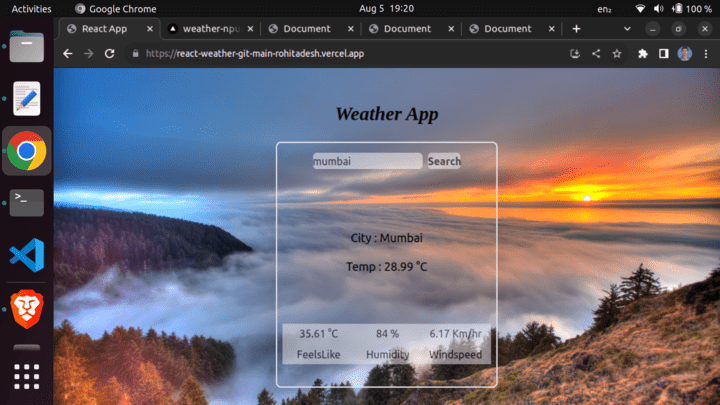 Activities Google Chrome Aug 5 19:20 en₂ 100 %
React App weather-npu Document Document Document
https://react-weather-git-main-rohitadesh.vercel.app
Weather App
mumbai Search
City : Mumbai
Temp : 28.99 °C
35.61 °C 84 % 6.17 Km/hr
FeelsLike Humidity Windspeed